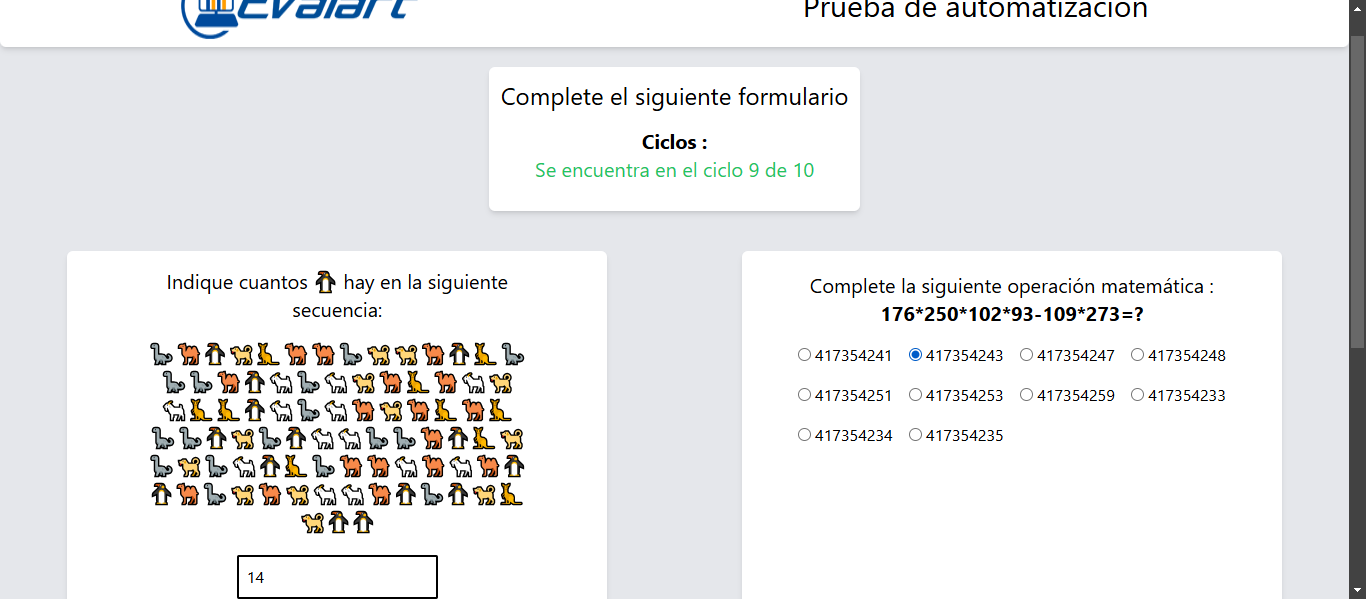 Evalart
Prueba de automatización
Complete el siguiente formulario
Ciclos :
Se encuentra en el ciclo 9 de 10
Indique cuantos hay en la siguiente
secuencia:
14
Complete la siguiente operación matemática :
176*250*102*93-109*273=?
417354241 417354243 417354247 417354248
417354251 417354253 417354259 417354233
417354234 417354235